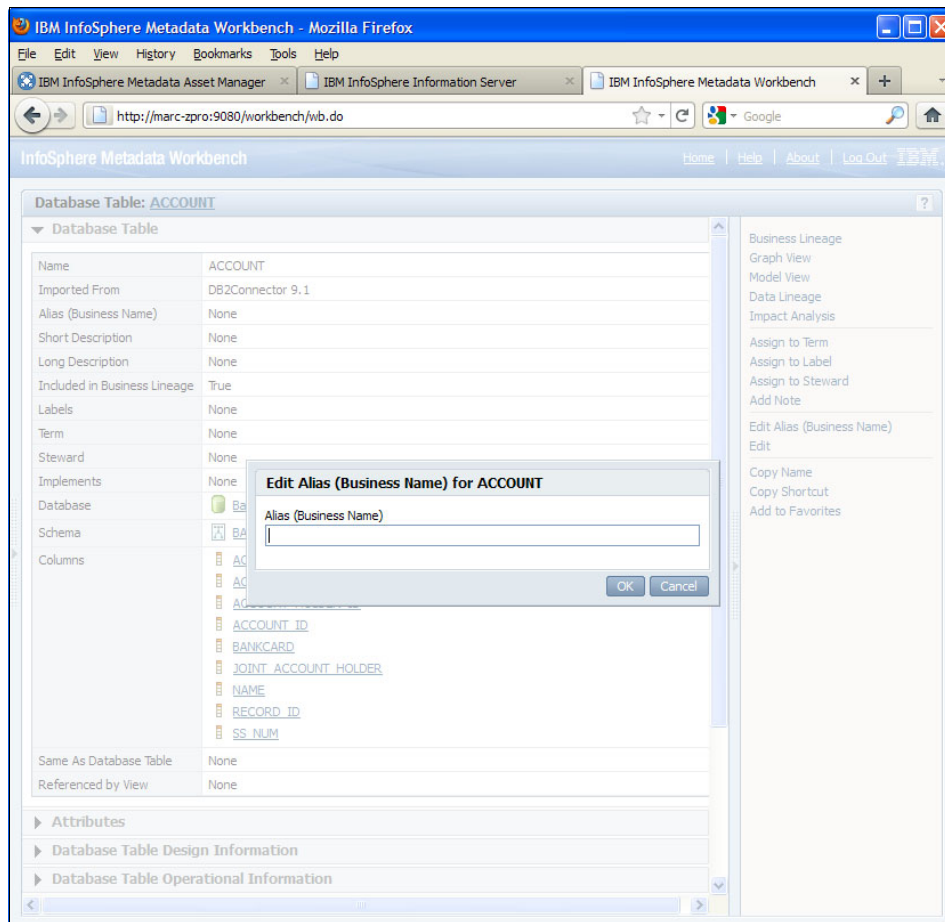 IBM InfoSphere Metadata Workbench - Mozilla Firefox
File Edit View History Bookmarks Tools Help
IBM InfoSphere Metadata Asset Manager × IBM InfoSphere Information Server × IBM InfoSphere Metadata Workbench × +
http://marc-zpro:9080/workbench/wb.do Google
InfoSphere Metadata Workbench Home | Help | About | Log Out IBM.
Database Table: ACCOUNT ?
Database Table
Name ACCOUNT
Imported From DB2Connector 9.1
Alias (Business Name) None
Short Description None
Long Description None
Included in Business Lineage True
Labels None
Term None
Steward None
Implements None
Database Ba
Schema BA
Columns AC
AC
ACCOUNT_HOLDER_ID
ACCOUNT_ID
BANKCARD
JOINT_ACCOUNT_HOLDER
NAME
RECORD_ID
SS_NUM
Same As Database Table None
Referenced by View None
Attributes
Database Table Design Information
Database Table Operational Information
Edit Alias (Business Name) for ACCOUNT
Alias (Business Name)
OK Cancel
Business Lineage
Graph View
Model View
Data Lineage
Impact Analysis
Assign to Term
Assign to Label
Assign to Steward
Add Note
Edit Alias (Business Name)
Edit
Copy Name
Copy Shortcut
Add to Favorites